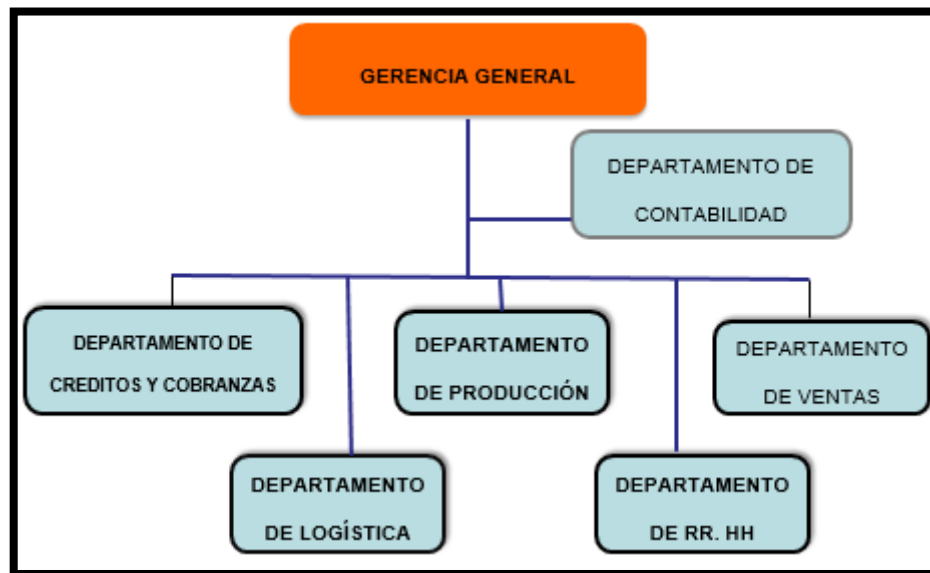 GERENCIA GENERAL
DEPARTAMENTO DE
CONTABILIDAD
DEPARTAMENTO DE
CREDITOS Y COBRANZAS
DEPARTAMENTO
DE PRODUCCIÓN
DEPARTAMENTO
DE VENTAS
DEPARTAMENTO
DE LOGÍSTICA
DEPARTAMENTO
DE RR. HH